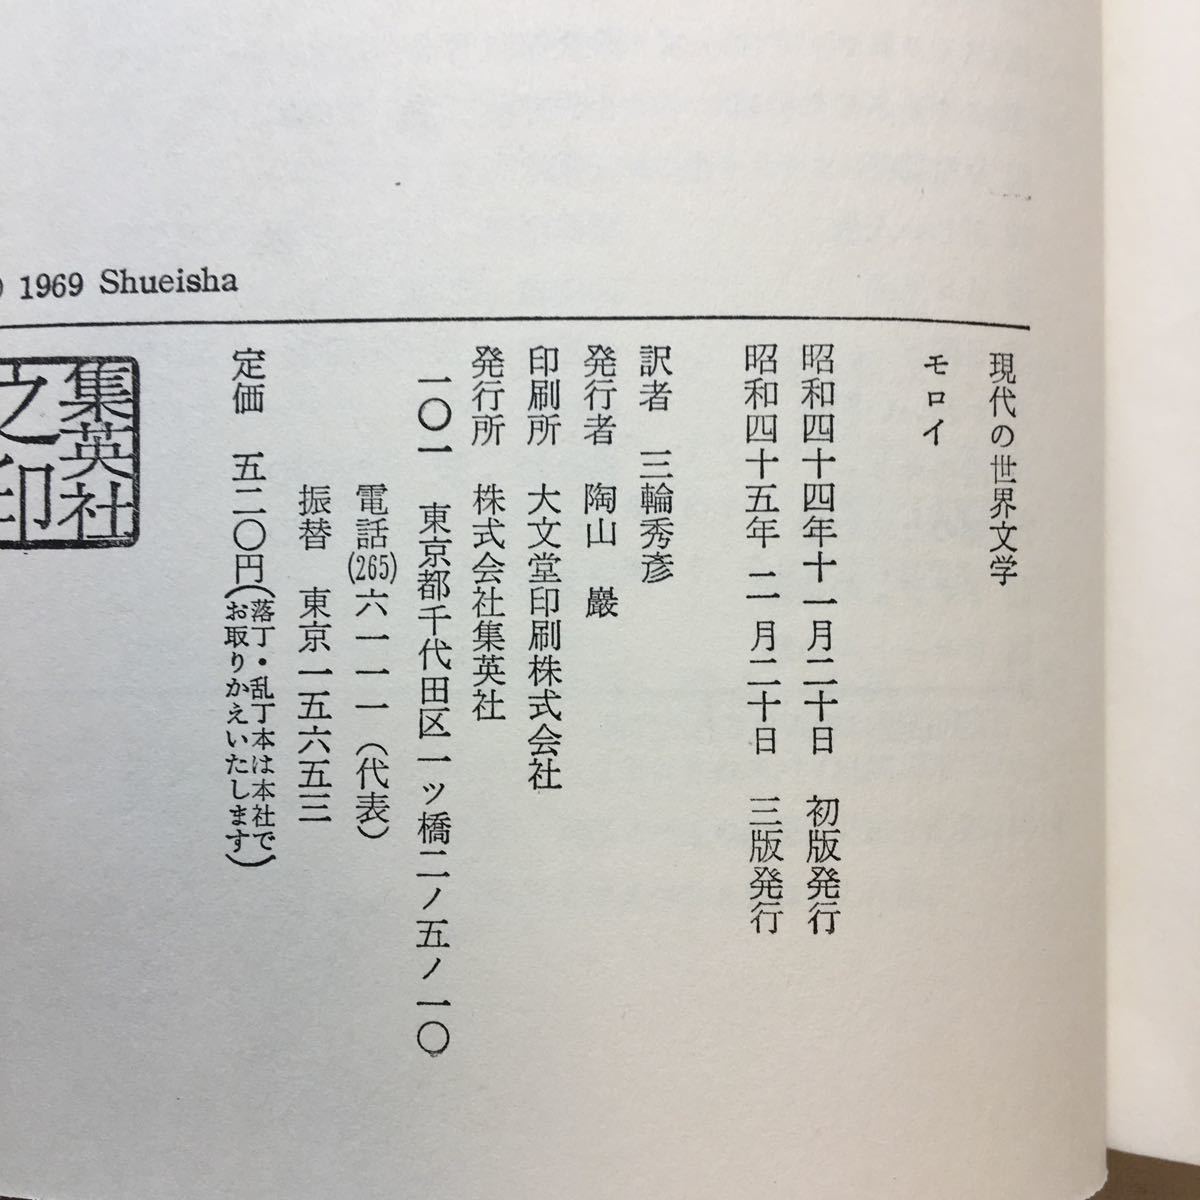 1969 Shueisha
現代の世界文学
モロイ
昭和四十四年十一月二十日 初版発行
昭和四十五年 二 月二十日 三版発行
訳者 三輪秀彦
発行者 陶山 巖
印刷所 大文堂印刷株式会社
発行所 株式会社集英社
一〇一 東京都千代田区一ッ橋二ノ五ノ一〇
電話(265)六一一一(代表)
振替 東京一五六五三
定価 五二〇円(落丁・乱丁本は本社で
お取りかえいたします)
集英社
之印